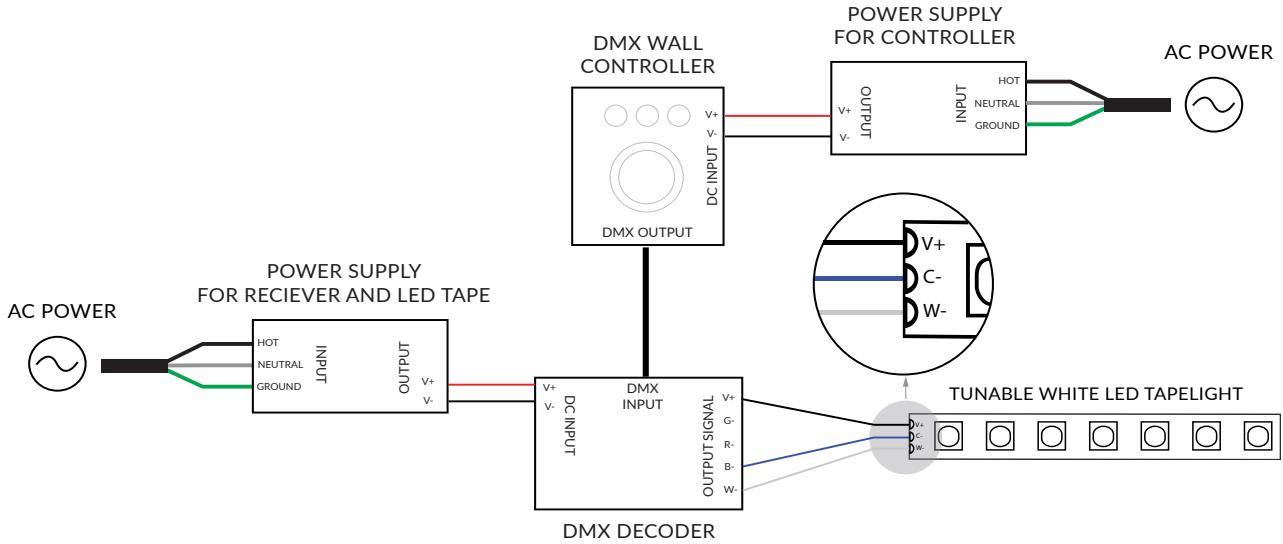 POWER SUPPLY
FOR CONTROLLER
AC POWER
DMX WALL
CONTROLLER
V+
V-
DC INPUT
DMX OUTPUT
V+
V-
OUTPUT
INPUT
HOT
NEUTRAL
GROUND
V+
C-
W-
POWER SUPPLY
FOR RECIEVER AND LED TAPE
AC POWER
HOT
NEUTRAL
GROUND
INPUT
OUTPUT
V+
V-
V+
V-
DC INPUT
DMX
INPUT
OUTPUT SIGNAL
V+
G-
R-
B-
W-
DMX DECODER
TUNABLE WHITE LED TAPELIGHT
V+
C-
W-